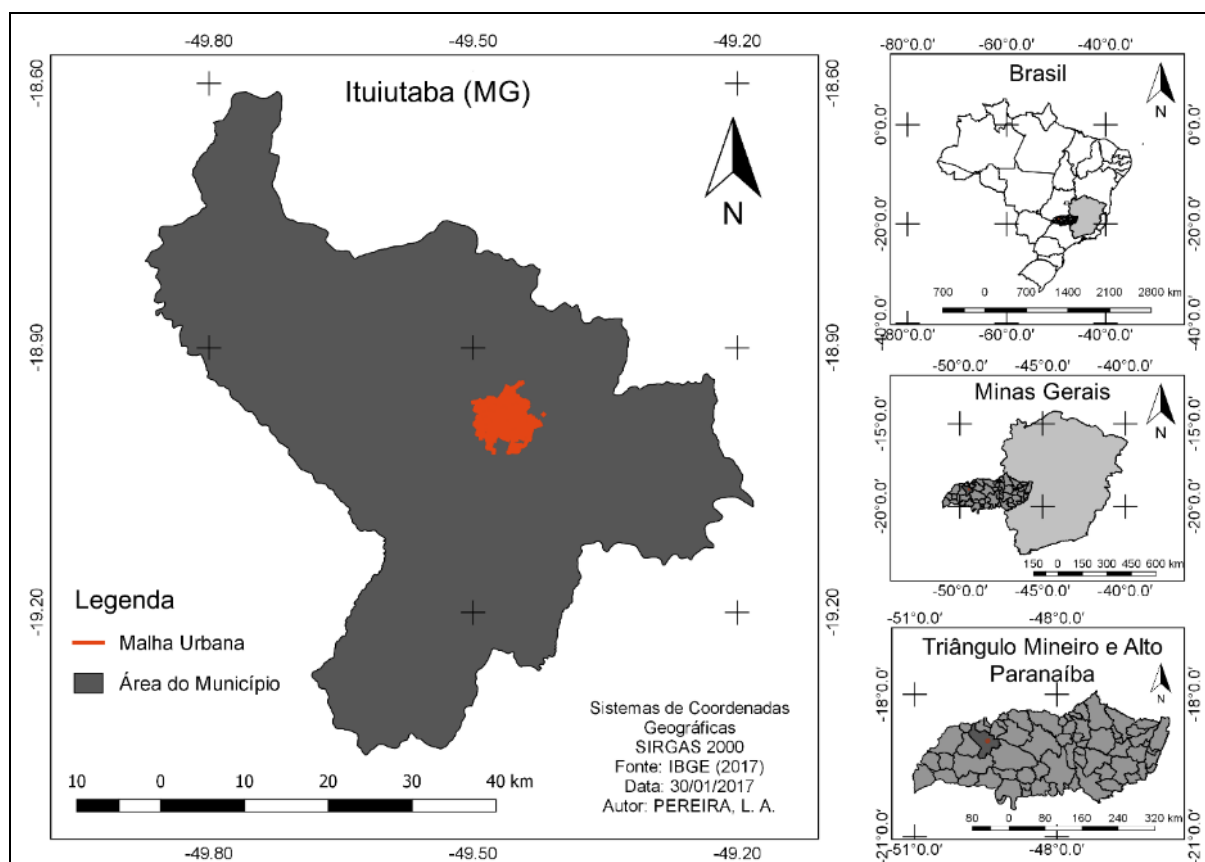 -49.80
-49.50
-49.20
-18.60
-18.60
Ituiutaba (MG)
N
-18.90
-18.90
-19.20
-19.20
Legenda
Malha Urbana
Área do Município
Sistemas de Coordenadas
Geográficas
SIRGAS 2000
Fonte: IBGE (2017)
Data: 30/01/2017
Autor: PEREIRA, L. A.
10 0 10 20 30 40 km
-49.80
-49.50
-49.20
-80°0.0' -60°0.0' -40°0.0'
Brasil
N
0°0.0'
0°0.0'
-20°0.0'
-20°0.0'
700 0 700 1400 2100 2800 km
-40°0.0'
-40°0.0'
-80°0.0' -60°0.0' -40°0.0'
-50°0.0' -45°0.0' -40°0.0'
Minas Gerais
N
-15°0.0'
-15°0.0'
-20°0.0'
-20°0.0'
150 0 150 300 450 600 km
-50°0.0' -45°0.0' -40°0.0'
-51°0.0' -48°0.0'
Triângulo Mineiro e Alto
Paranaíba
N
-18°0.0'
-18°0.0'
80 0 80 160 240 320 km
-21°0.0'
-21°0.0'
-51°0.0' -48°0.0'